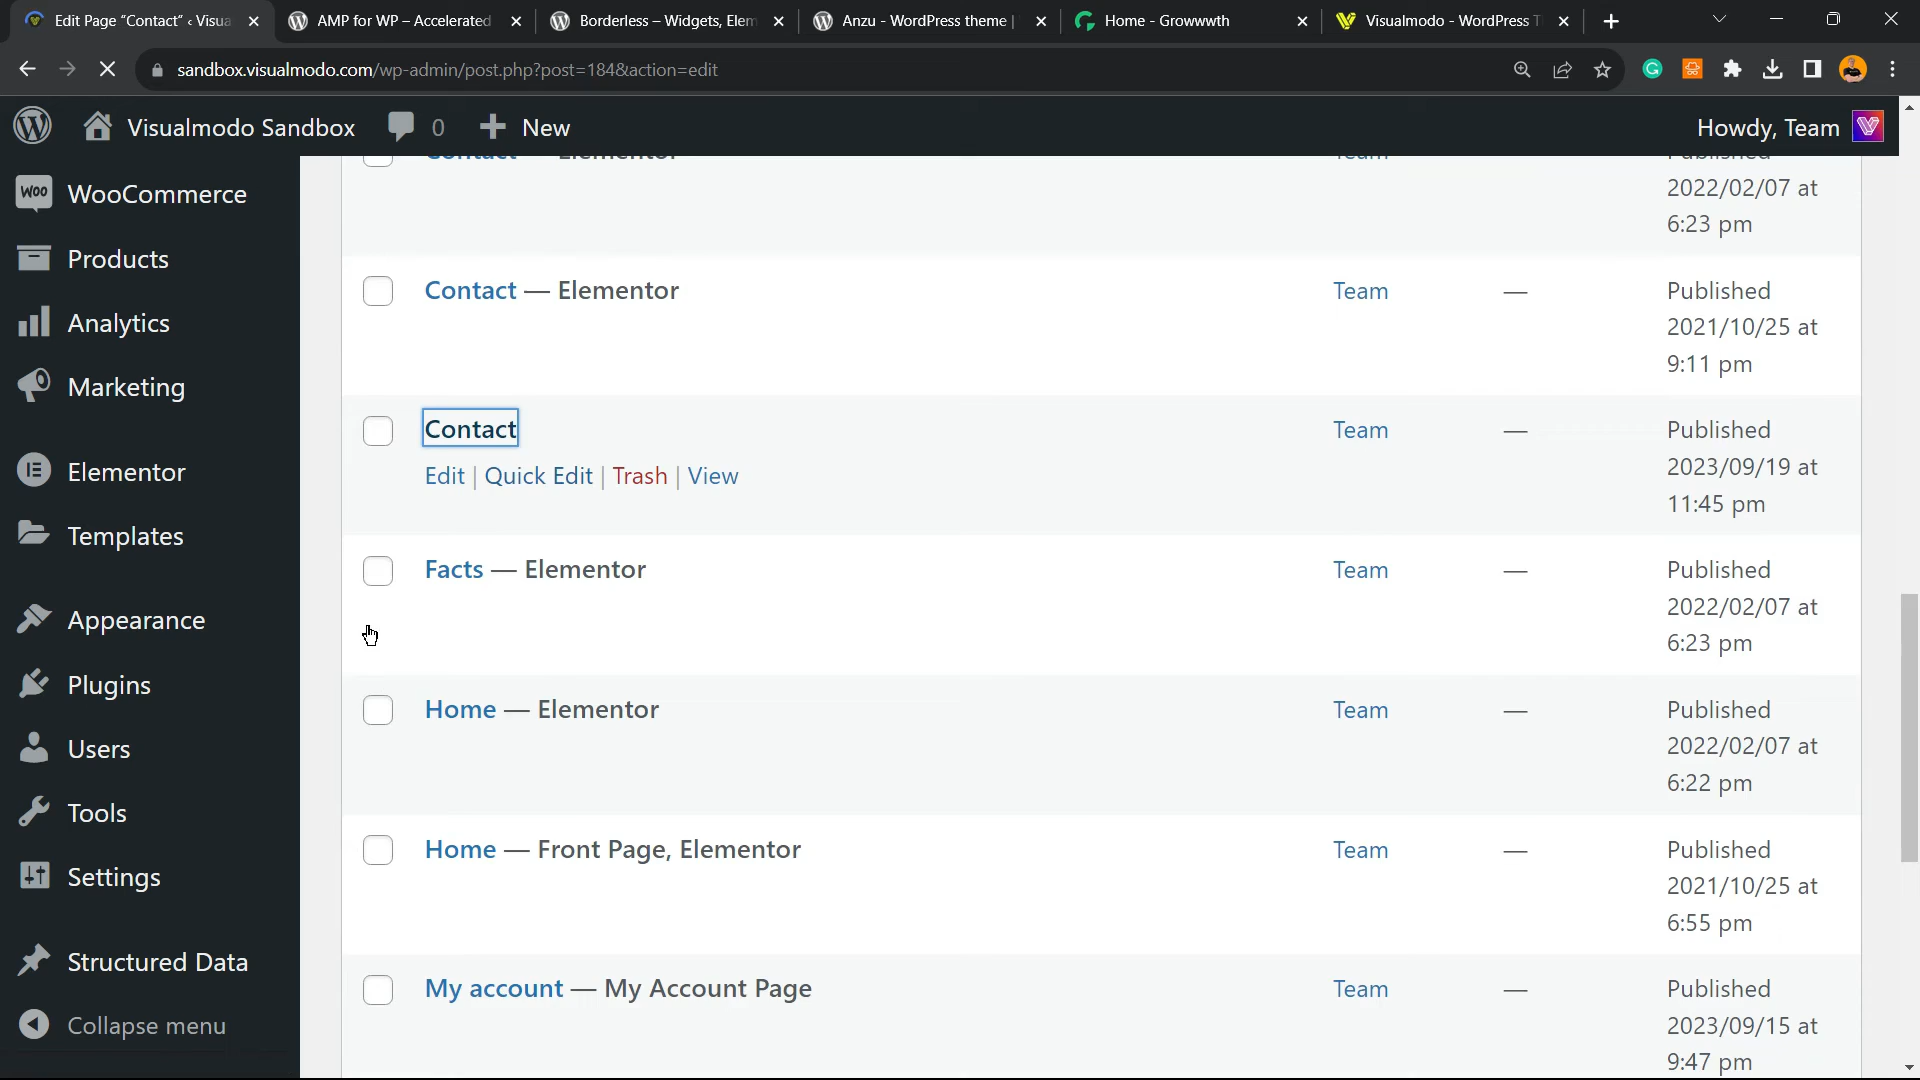 Edit Page “Contact” ‹ Visua
AMP for WP – Accelerated
Borderless – Widgets, Elem
Anzu - WordPress theme |
Home - Growwwth
Visualmodo - WordPress T
sandbox.visualmodo.com/wp-admin/post.php?post=184&action=edit
Visualmodo Sandbox
0
New
Howdy, Team
WooCommerce
Products
Analytics
Marketing
Elementor
Templates
Appearance
Plugins
Users
Tools
Settings
Structured Data
Collapse menu
Contact — Elementor
Team
Published
2022/02/07 at
6:23 pm
Contact — Elementor
Team
—
Published
2021/10/25 at
9:11 pm
Contact
Edit | Quick Edit | Trash | View
Team
—
Published
2023/09/19 at
11:45 pm
Facts — Elementor
Team
—
Published
2022/02/07 at
6:23 pm
Home — Elementor
Team
—
Published
2022/02/07 at
6:22 pm
Home — Front Page, Elementor
Team
—
Published
2021/10/25 at
6:55 pm
My account — My Account Page
Team
—
Published
2023/09/15 at
9:47 pm